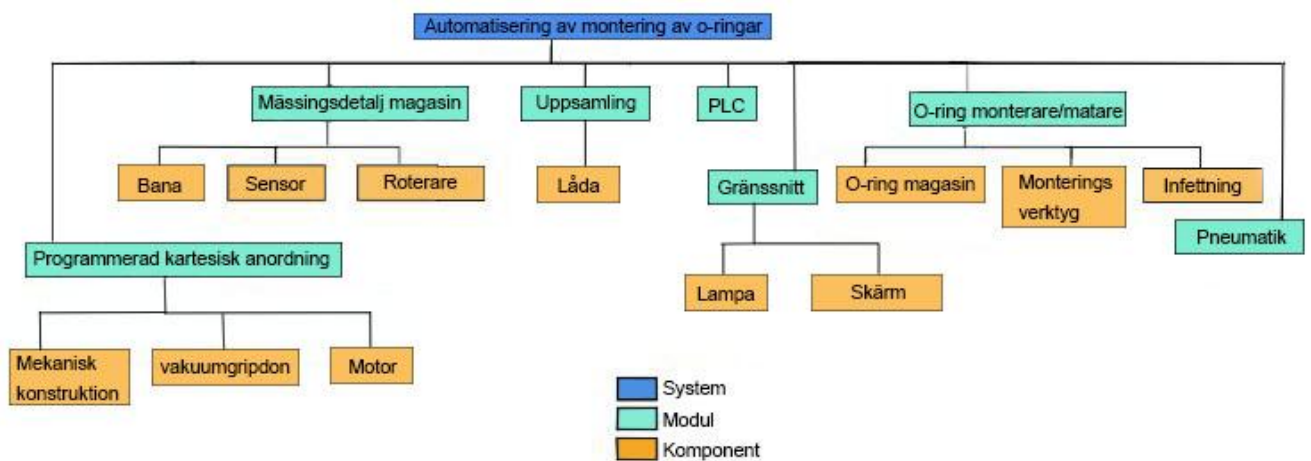 Automatisering av montering av o-ringar
Mässingsdetalj magasin
Uppsamling
PLC
O-ring monterare/matare
Bana
Sensor
Roterare
Låda
Gränssnitt
O-ring magasin
Monterings
verktyg
Infettning
Pneumatik
Programmerad kartesisk anordning
Lampa
Skärm
Mekanisk
konstruktion
vakuumgripdon
Motor
System
Modul
Komponent